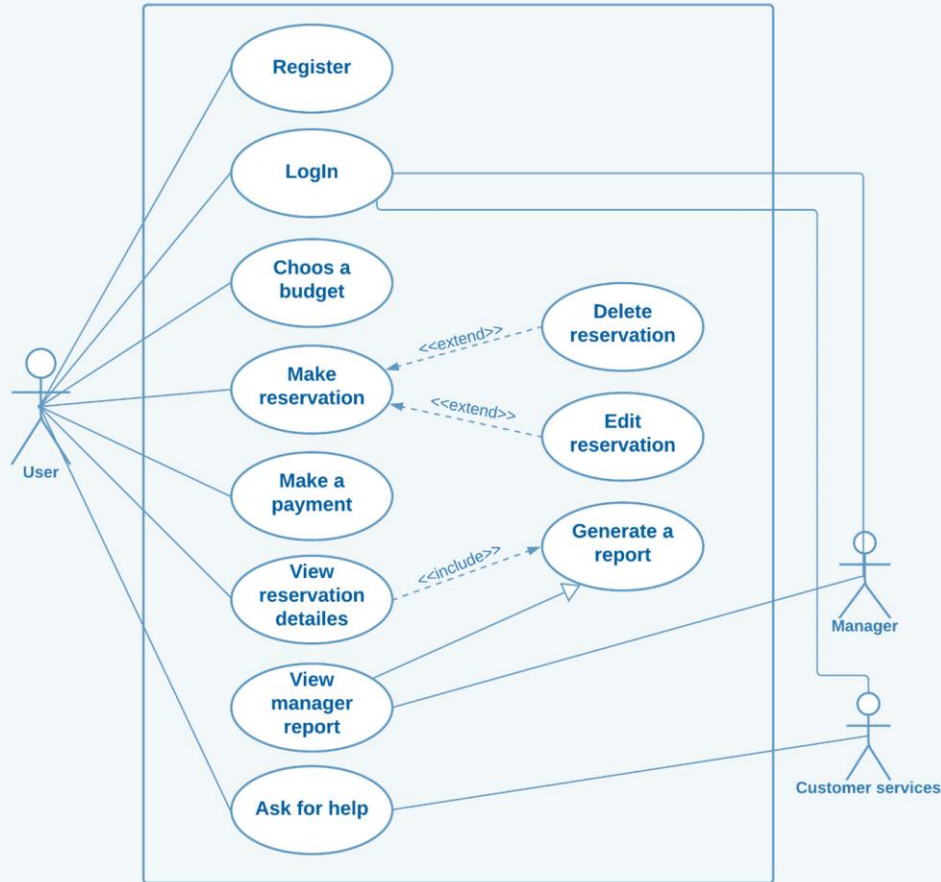 Register
LogIn
Choos a
budget
Delete
reservation
<<extend>>
Make
reservation
<<extend>>
Edit
reservation
User
Make a
payment
Generate a
report
<<include>>
View
reservation
detailes
Manager
View
manager
report
Customer services
Ask for help